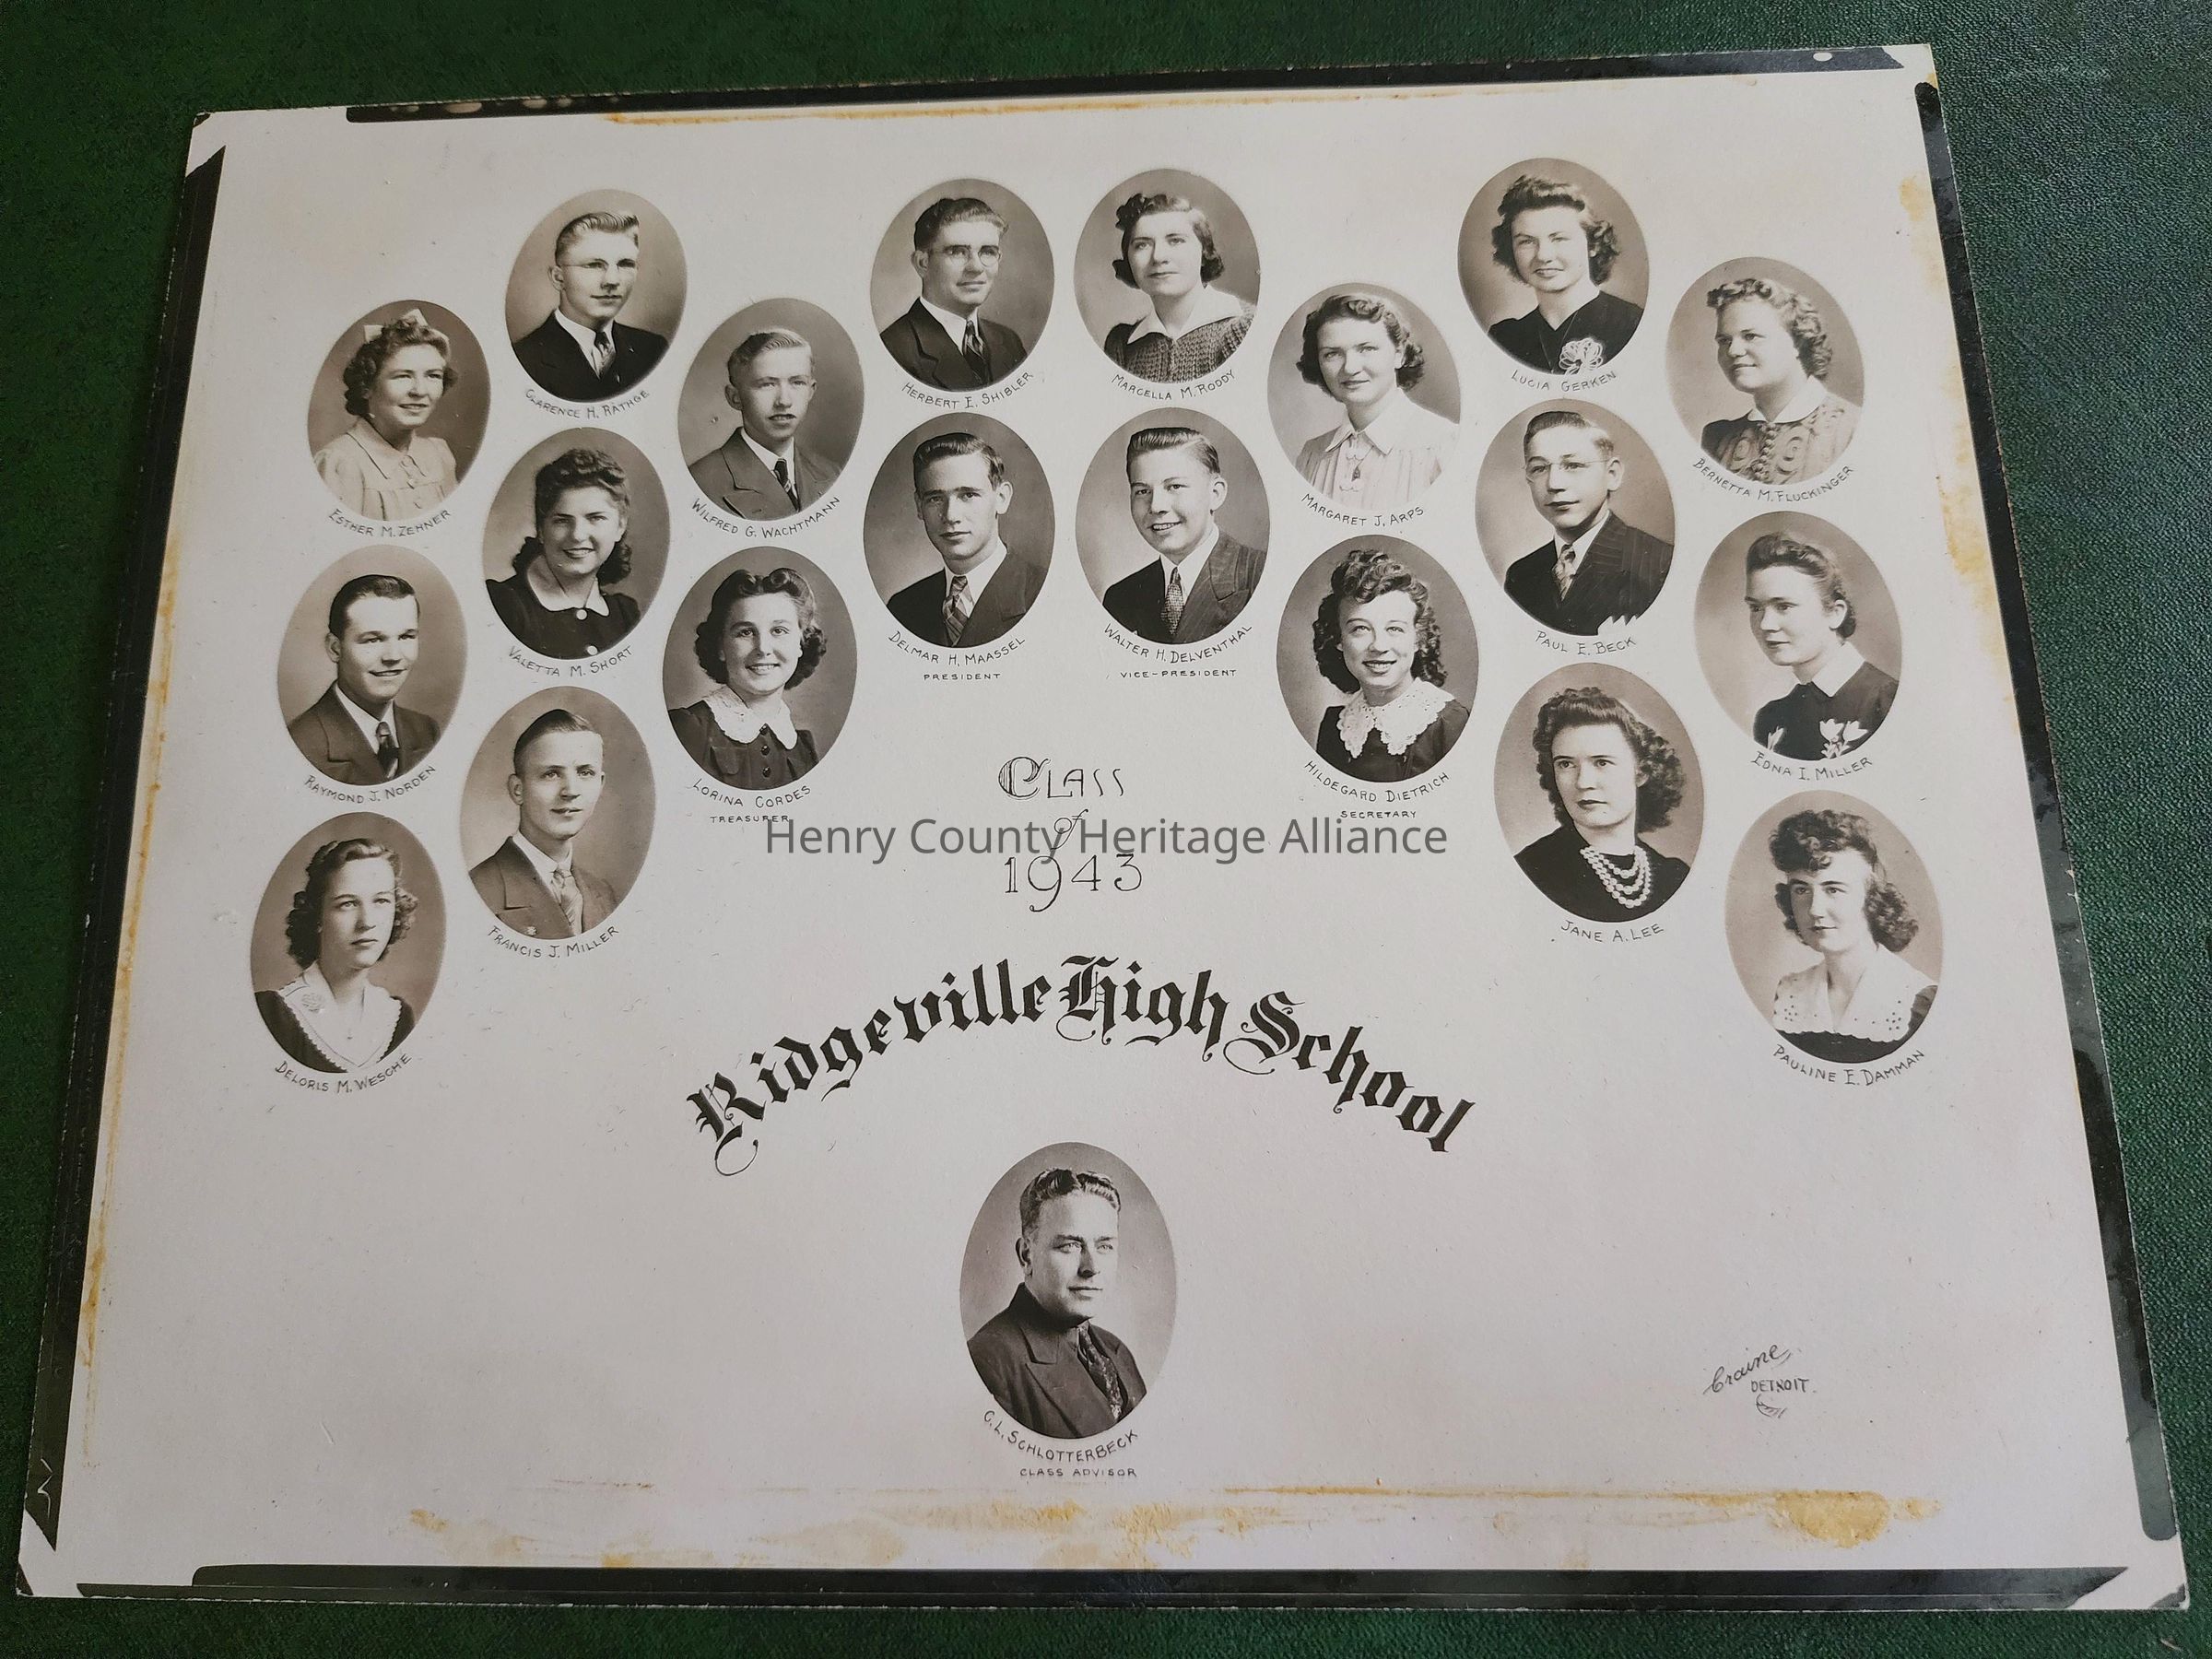 CLARENCE H. RATHGE
HERBERT E. SHIBLER
MARCELLA M. RODDY
LUCIA GERKEN
ESTHER M. ZEHNER
WILFRED G. WACHTMANN
MARGARET J. ARPS
BERNETTA M. FLUCKINGER
VALETTA M. SHORT
DELMAR H. MAASSEL
PRESIDENT
WALTER H. DELVENTHAL
VICE-PRESIDENT
PAUL E. BECK
RAYMOND J. NORDEN
LORINA CORDES
TREASURER
HILDEGARD DIETRICH
SECRETARY
EDNA I. MILLER
FRANCIS J. MILLER
JANE A. LEE
DELORIS M. WESCHE
PAULINE E. DAMMAN
CLASS
of
Henry County Heritage Alliance
1943
Ridgeville High School
C. L. SCHLOTTERBECK
CLASS ADVISOR
Craine
DETROIT.